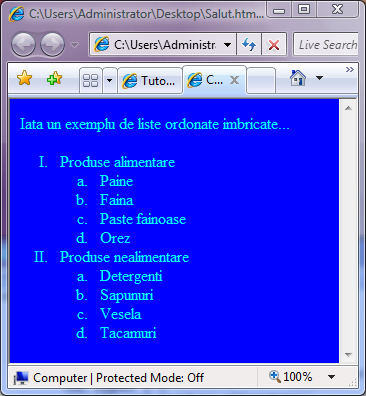 C:\Users\Administrator\Desktop\Salut.htm...
C:\Users\Administr
Live Search
Tuto...
C...
Iata un exemplu de liste ordonate imbricate...
I. Produse alimentare
a. Paine
b. Faina
c. Paste fainoase
d. Orez
II. Produse nealimentare
a. Detergenti
b. Sapunuri
c. Vesela
d. Tacamuri
Computer | Protected Mode: Off
100%